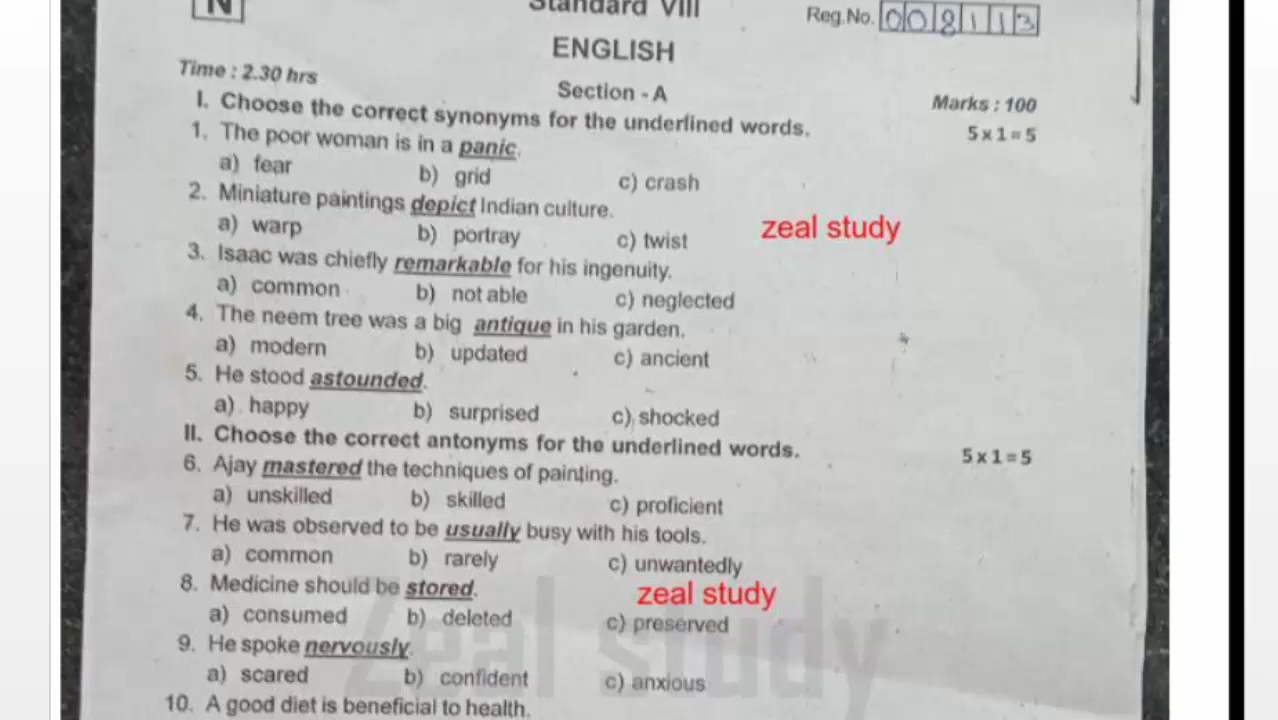 N
Standard VIII
Reg.No. 008113
ENGLISH
Time : 2.30 hrs
Section - A
Marks : 100
I. Choose the correct synonyms for the underlined words.
5 x 1 = 5
1. The poor woman is in a panic.
a) fear b) grid c) crash
2. Miniature paintings depict Indian culture.
a) warp b) portray c) twist
zeal study
3. Isaac was chiefly remarkable for his ingenuity.
a) common b) not able c) neglected
4. The neem tree was a big antique in his garden.
a) modern b) updated c) ancient
5. He stood astounded.
a) happy b) surprised c) shocked
II. Choose the correct antonyms for the underlined words.
5 x 1 = 5
6. Ajay mastered the techniques of painting.
a) unskilled b) skilled c) proficient
7. He was observed to be usually busy with his tools.
a) common b) rarely c) unwantedly
8. Medicine should be stored.
zeal study
a) consumed b) deleted c) preserved
Zeal study
9. He spoke nervously.
a) scared b) confident c) anxious
10. A good diet is beneficial to health.